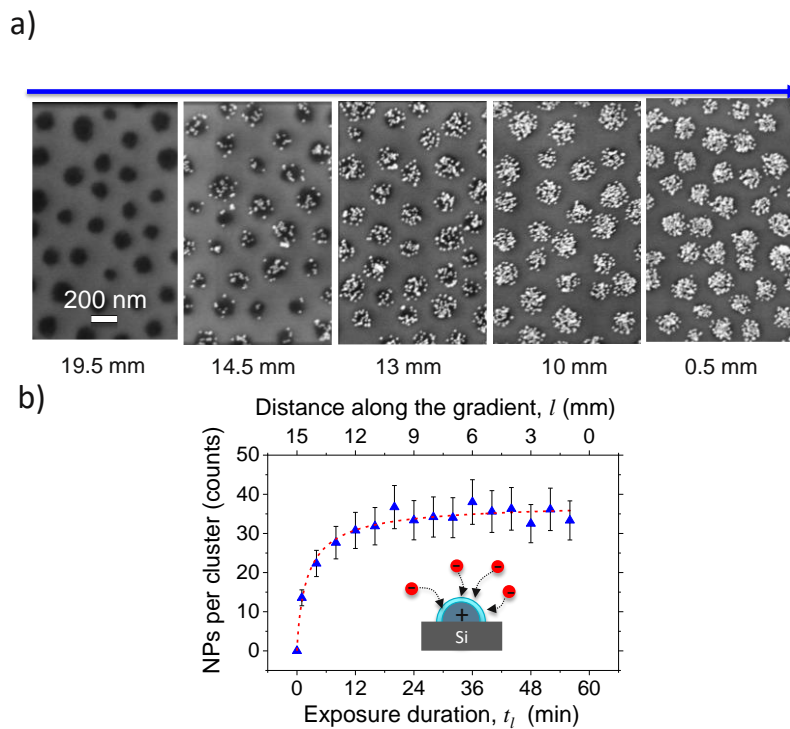 a)
200 nm
19.5 mm 14.5 mm 13 mm 10 mm 0.5 mm
b)
Distance along the gradient, l (mm)
15 12 9 6 3 0
50
40
30
20
10
0
NPs per cluster (counts)
- - - -
+
Si
0 12 24 36 48 60
Exposure duration, tl (min)